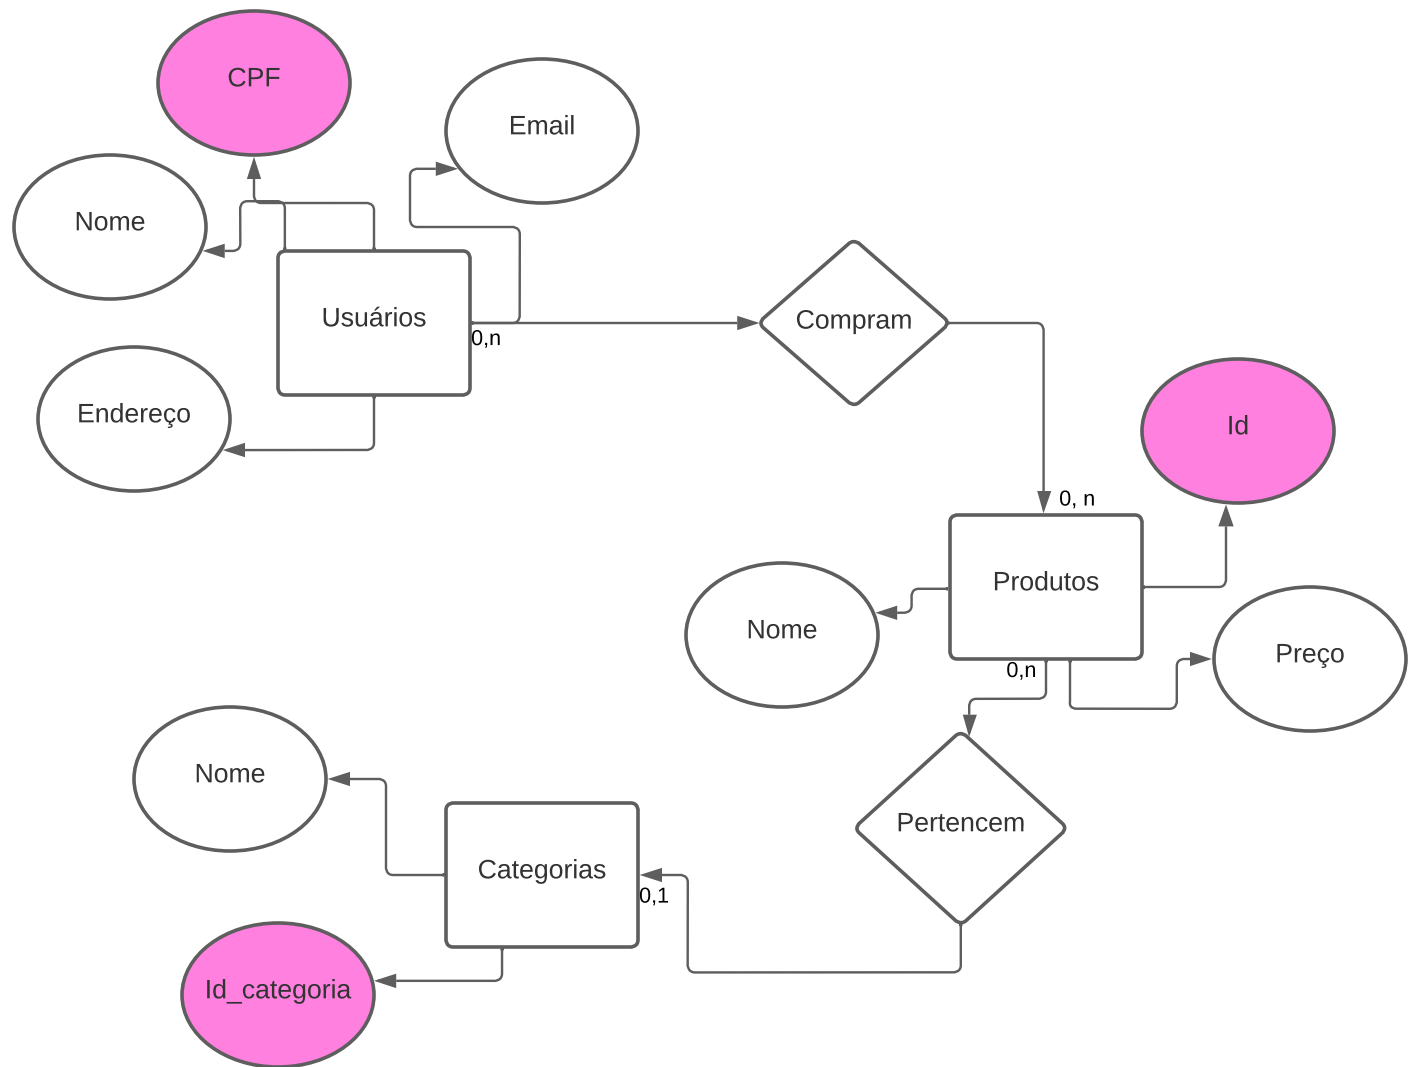 CPF
Email
Nome
Usuários
0,n
Compram
Endereço
Id
0, n
Produtos
Nome
Preço
0,n
Nome
Pertencem
Categorias
0,1
Id_categoria